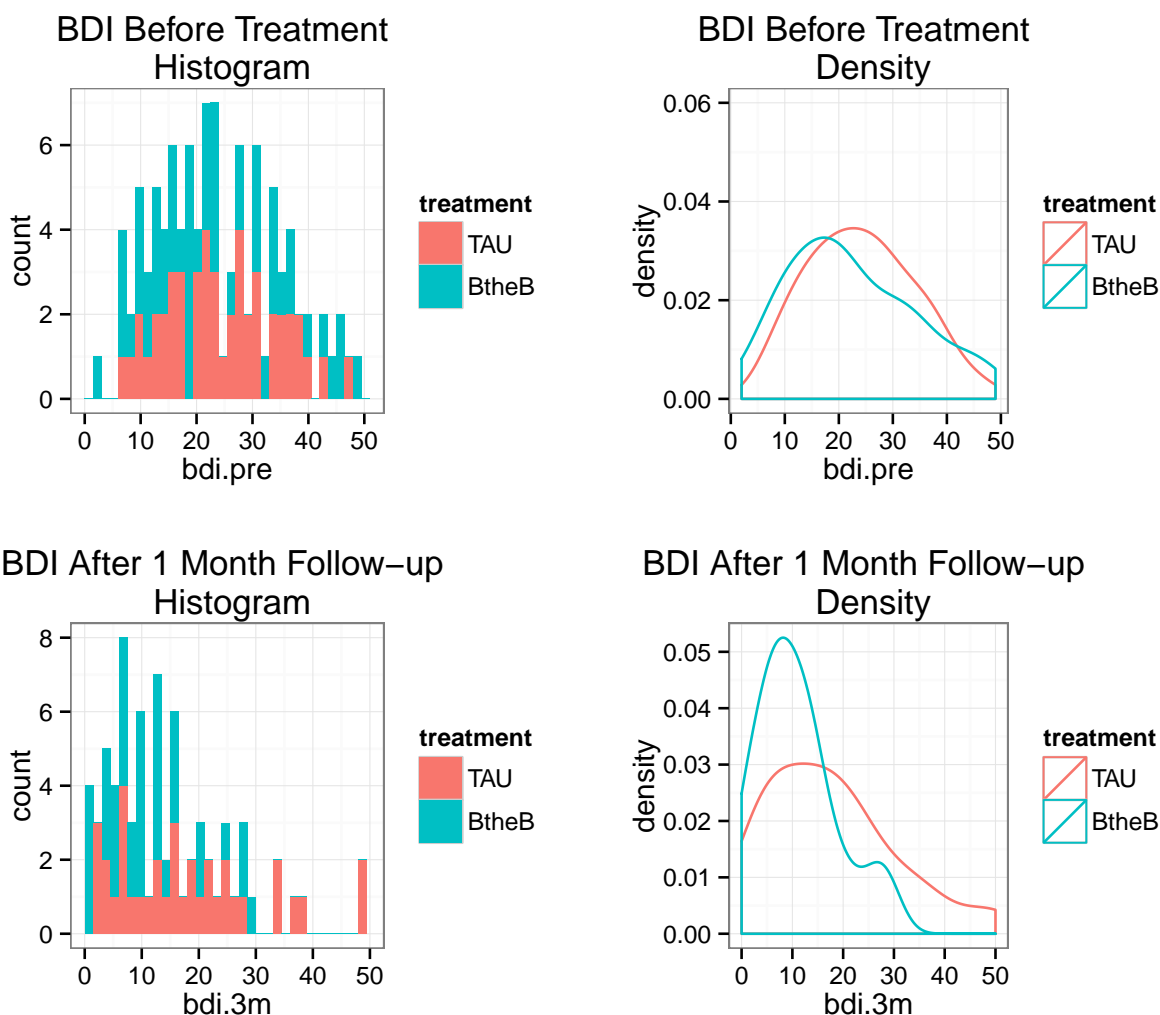 BDI Before Treatment
Histogram
count
6
4
2
0
0 10 20 30 40 50
bdi.pre
treatment
TAU
BtheB
BDI Before Treatment
Density
density
0.06
0.04
0.02
0.00
0 10 20 30 40 50
bdi.pre
treatment
TAU
BtheB
BDI After 1 Month Follow−up
Histogram
count
8
6
4
2
0
0 10 20 30 40 50
bdi.3m
treatment
TAU
BtheB
BDI After 1 Month Follow−up
Density
density
0.05
0.04
0.03
0.02
0.01
0.00
0 10 20 30 40 50
bdi.3m
treatment
TAU
BtheB